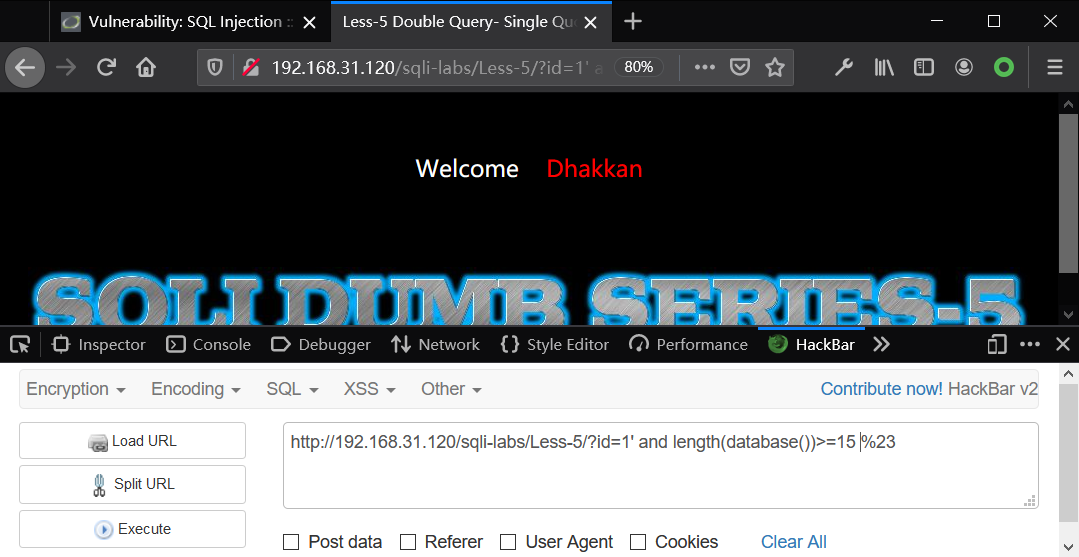 Vulnerability: SQL Injection ::
Less-5 Double Query- Single Qu
192.168.31.120/sqli-labs/Less-5/?id=1' a 80%
Welcome Dhakkan
SQLI DUMB SERIES-5
Inspector Console Debugger Network Style Editor Performance HackBar
Encryption Encoding SQL XSS Other Contribute now! HackBar v2
Load URL
http://192.168.31.120/sqli-labs/Less-5/?id=1' and length(database())>=15 %23
Split URL
Execute
Post data Referer User Agent Cookies Clear All